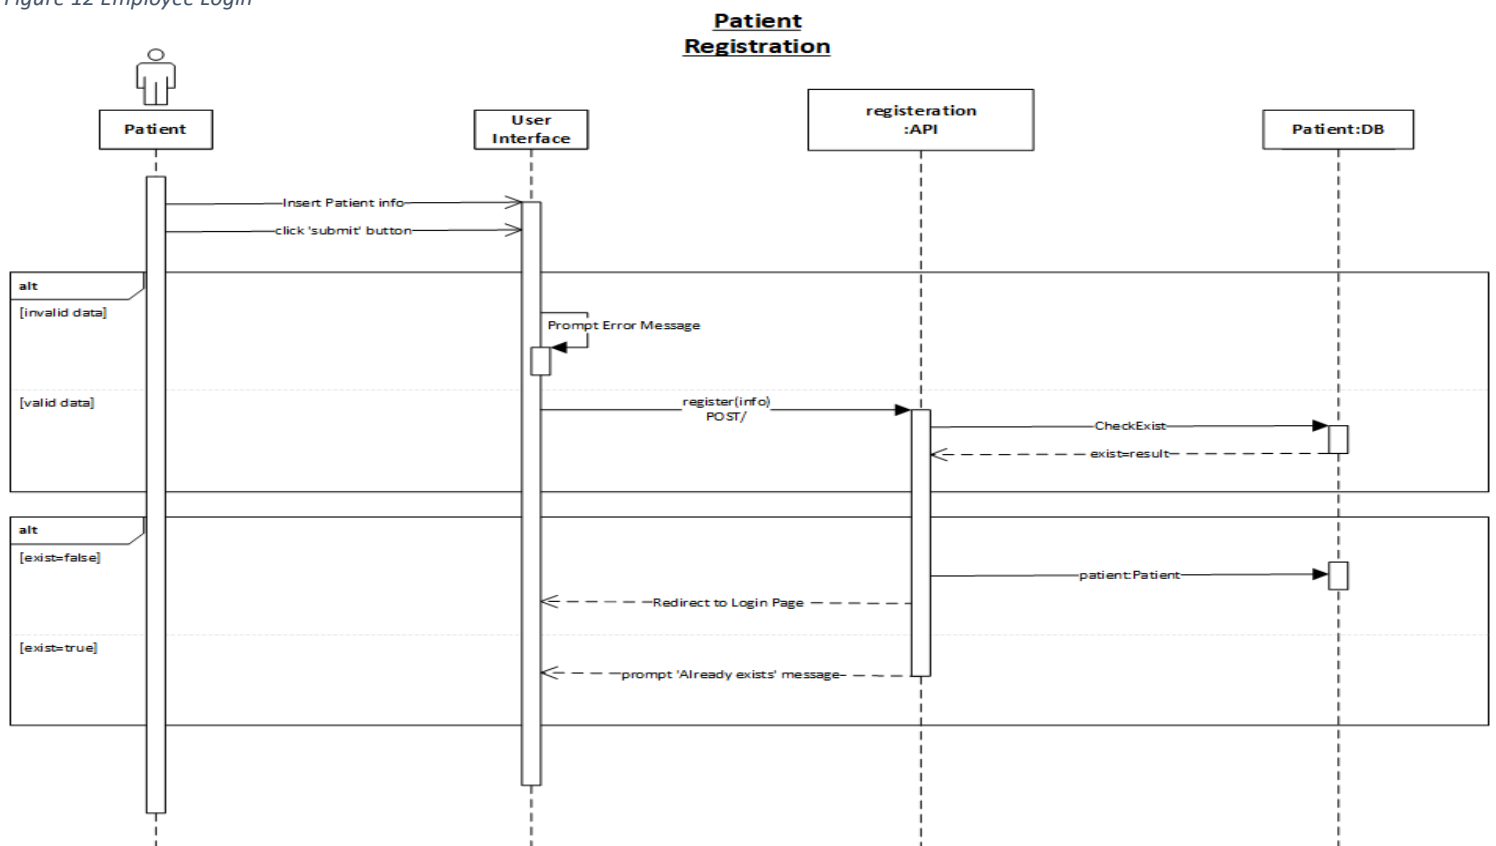 Figure 12 Employee Login
Patient
Registration
Patient
User
Interface
registeration
:API
Patient:DB
Insert Patient info
click 'submit' button
alt
[invalid data]
Prompt Error Message
[valid data]
register(info)
POST/
CheckExist
exist=result
alt
[exist=false]
patient:Patient
Redirect to Login Page
[exist=true]
prompt 'Already exists' message